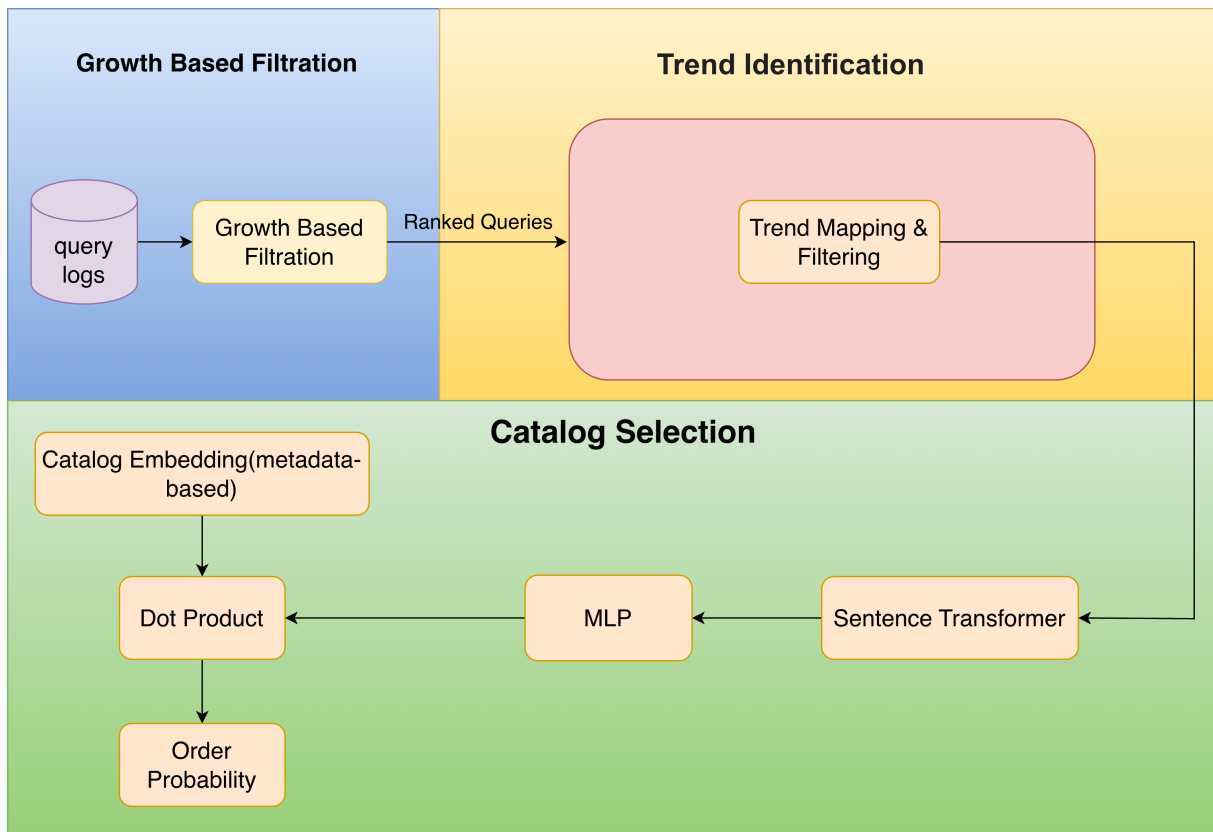 Growth Based Filtration
Trend Identification
query
logs
Growth Based
Filtration
Ranked Queries
Trend Mapping &
Filtering
Catalog Selection
Catalog Embedding(metadata-
based)
Dot Product
MLP
Sentence Transformer
Order
Probability